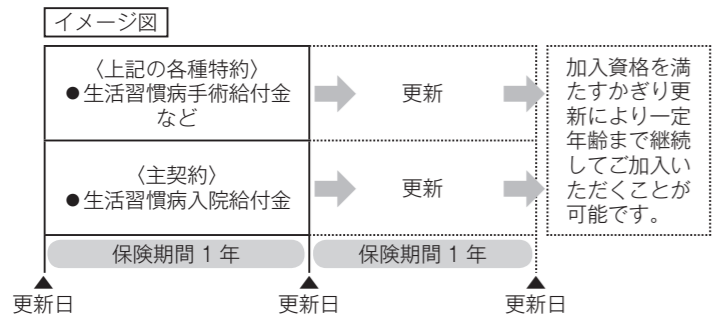 イメージ図
〈上記の各種特約〉
●生活習慣病手術給付金
など
更新
〈主契約〉
●生活習慣病入院給付金
更新
加入資格を満
たすかぎり更
新により一定
年齢まで継続
してご加入い
ただくことが
可能です。
保険期間 1 年
保険期間 1 年
更新日
更新日
更新日